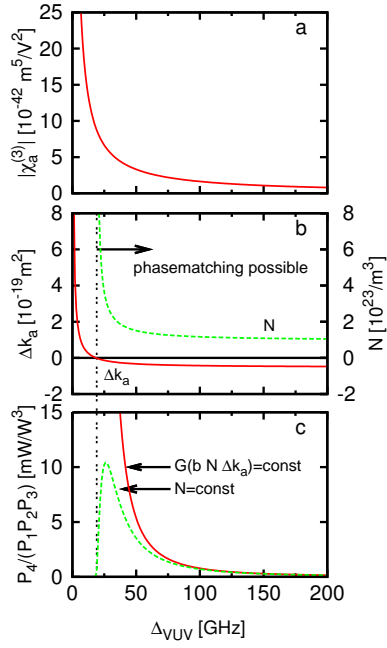 a
25
20
15
10
5
0
|χa(3)| [10-42 m5/V2]
b
8
6
4
2
0
-2
Δka [10-19m2]
phasematching possible
N
Δka
8
6
4
2
0
-2
N [1023/m3]
c
15
10
5
0
P4/(P1P2P3) [mW/W3]
G(b N Δka)=const
N=const
0 50 100 150 200
ΔVUV [GHz]